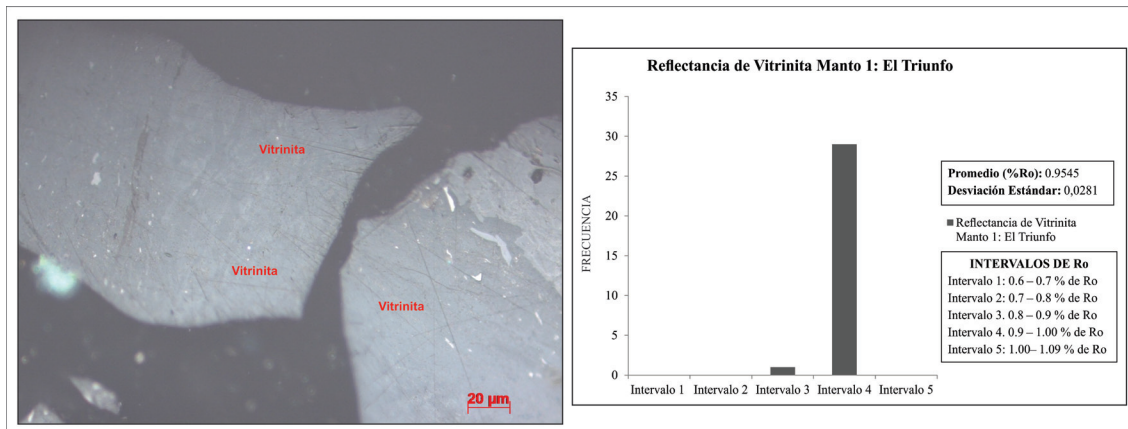 Vitrinita
Vitrinita
Vitrinita
20 µm
Reflectancia de Vitrinita Manto 1: El Triunfo
35
30
25
20
15
10
5
0
FRECUENCIA
Intervalo 1 Intervalo 2 Intervalo 3 Intervalo 4 Intervalo 5
Promedio (%Ro): 0.9545
Desviación Estándar: 0,0281
Reflectancia de Vitrinita
Manto 1: El Triunfo
INTERVALOS DE Ro
Intervalo 1: 0.6 – 0.7 % de Ro
Intervalo 2: 0.7 – 0.8 % de Ro
Intervalo 3. 0.8 – 0.9 % de Ro
Intervalo 4. 0.9 – 1.00 % de Ro
Intervalo 5: 1.00– 1.09 % de Ro